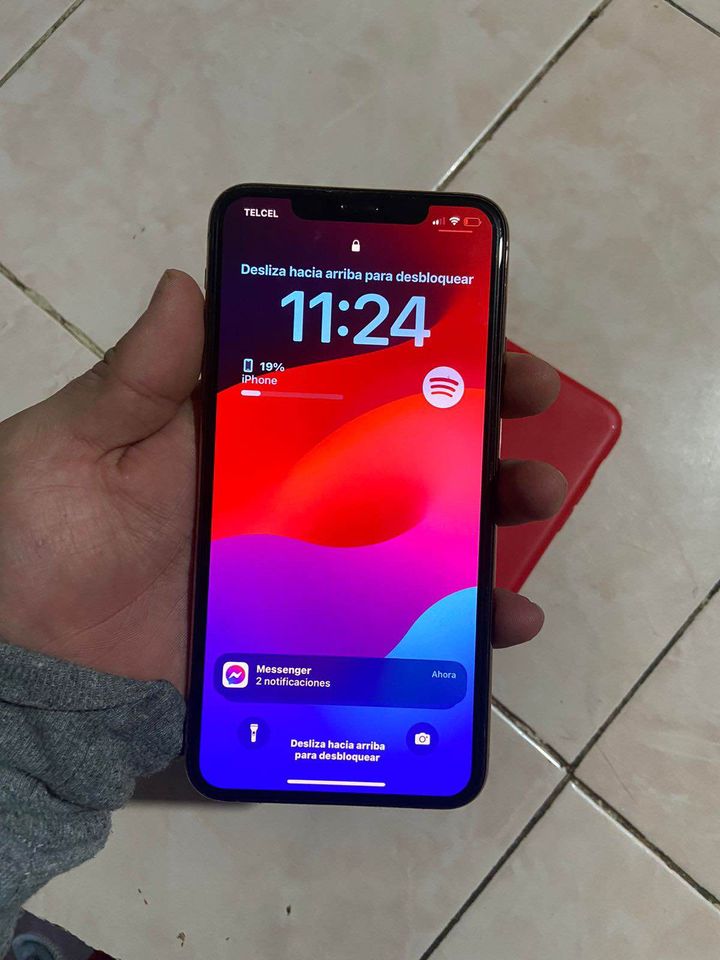 TELCEL
Desliza hacia arriba para desbloquear
11:24
19%
iPhone
Messenger
Ahora
2 notificaciones
Desliza hacia arriba
para desbloquear